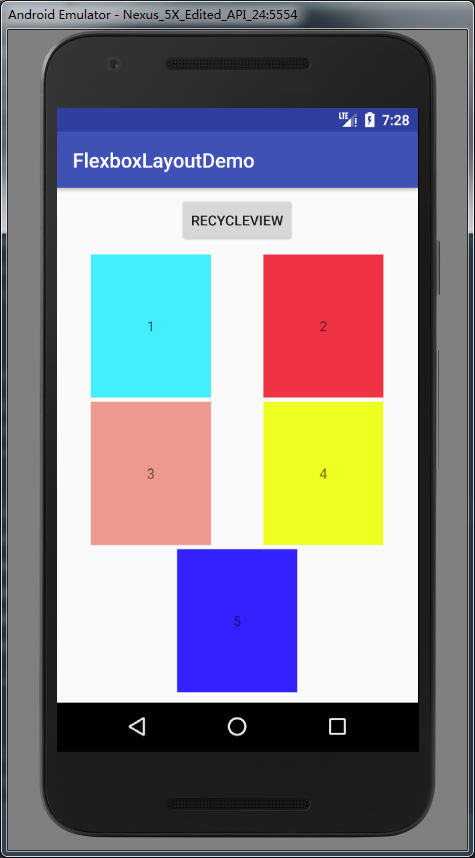 Android Emulator - Nexus_5X_Edited_API_24:5554
LTE 7:28
FlexboxLayoutDemo
RECYCLEVIEW
1 2
3 4
5